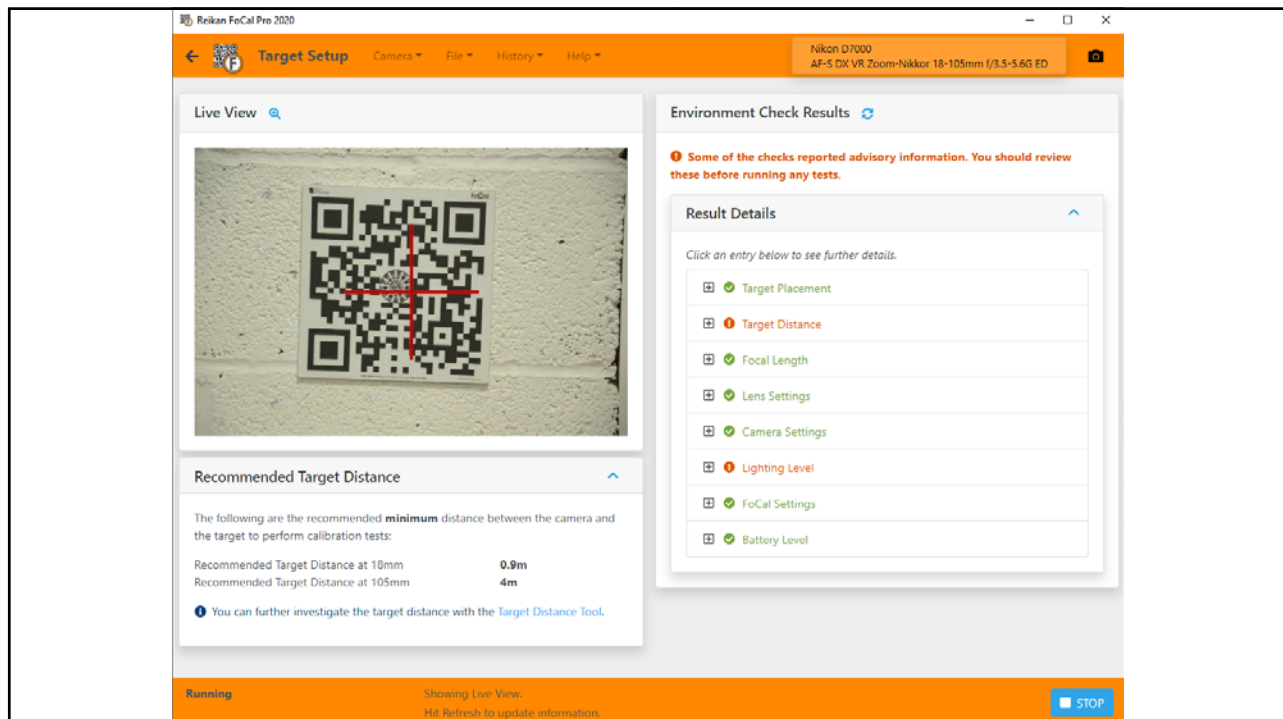 Reikan FoCal Pro 2020
Target Setup
Camera
File
History
Help
Nikon D7000
AF-S DX VR Zoom-Nikkor 18-105mm f/3.5-5.6G ED
Live View
Environment Check Results
Some of the checks reported advisory information. You should review
these before running any tests.
Result Details
Click an entry below to see further details.
Target Placement
Target Distance
Focal Length
Lens Settings
Camera Settings
Lighting Level
FoCal Settings
Battery Level
Recommended Target Distance
The following are the recommended minimum distance between the camera and
the target to perform calibration tests:
Recommended Target Distance at 18mm 0.9m
Recommended Target Distance at 105mm 4m
You can further investigate the target distance with the Target Distance Tool.
Running
Showing Live View.
Hit Refresh to update information.
STOP